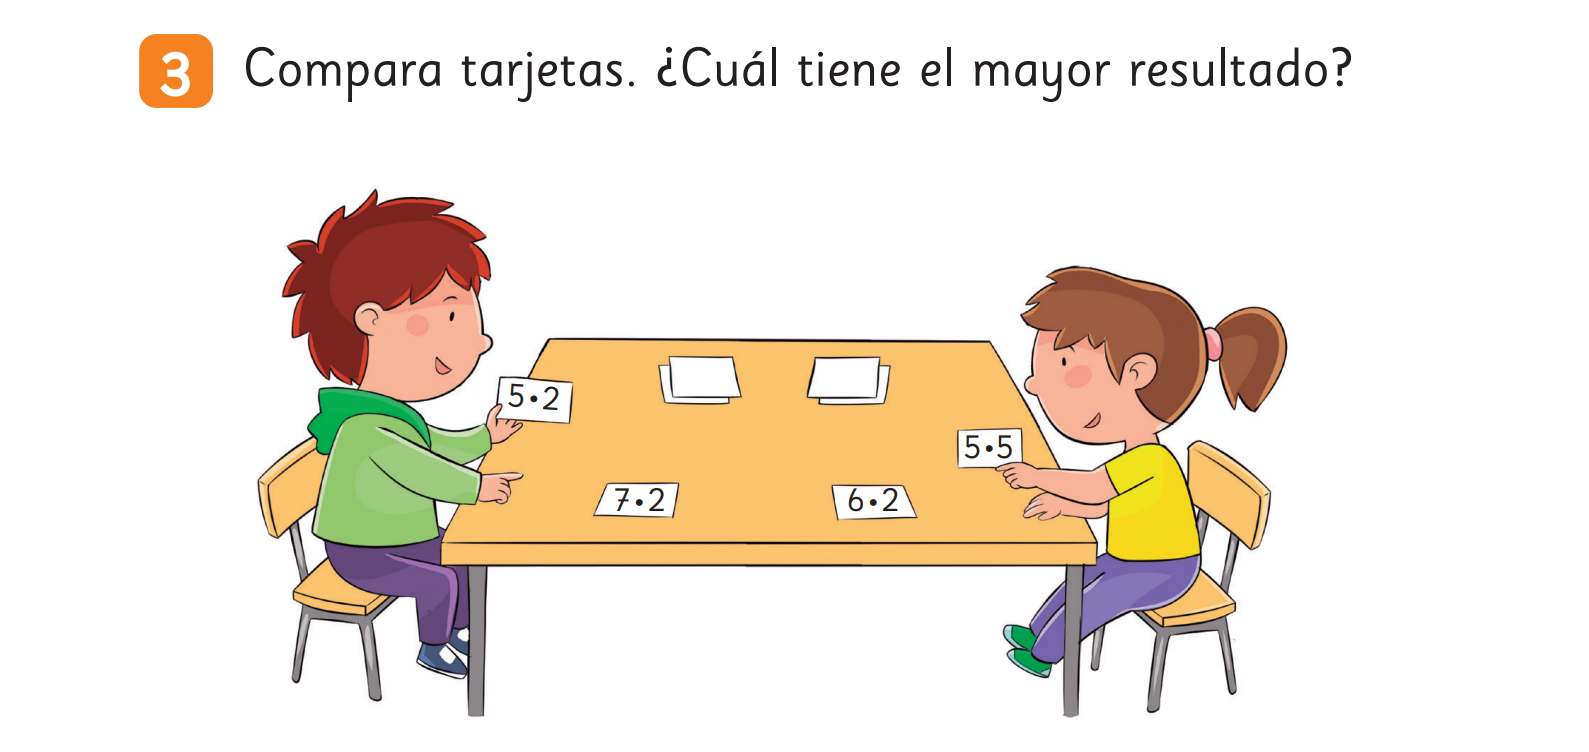 3 Compara tarjetas. ¿Cuál tiene el mayor resultado?
5•2
5•5
7•2
6•2